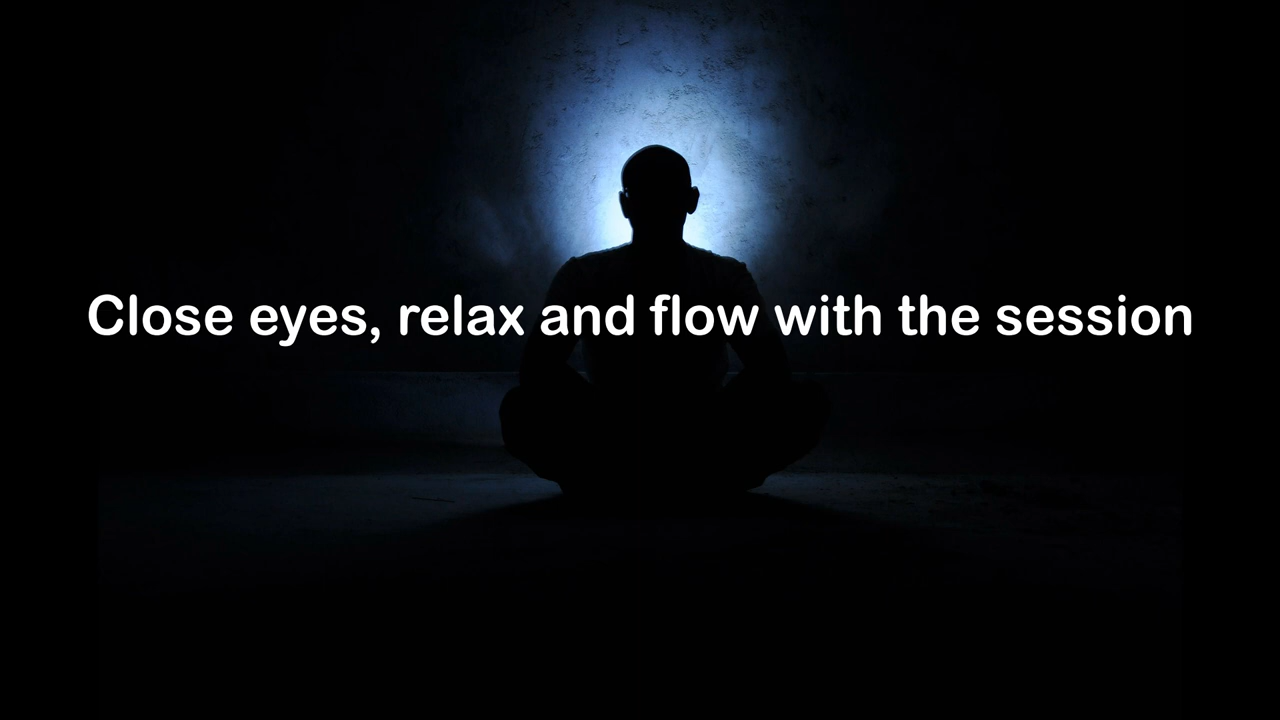 Close eyes, relax and flow with the session